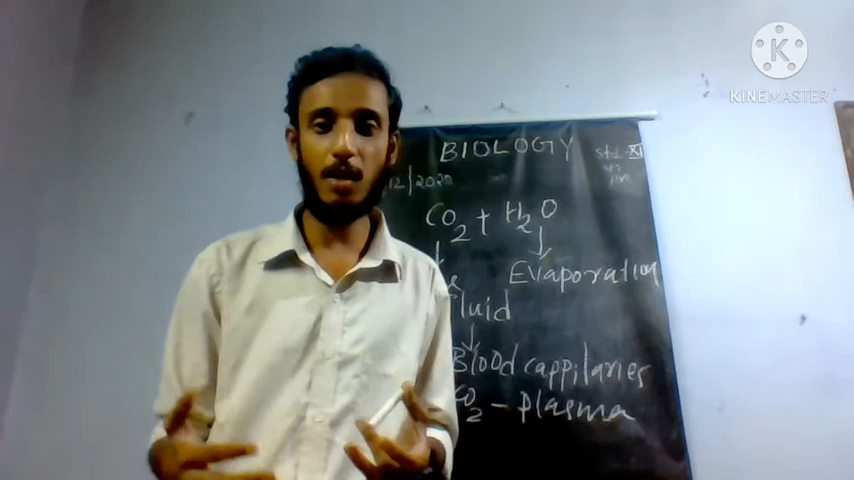 KINEMASTER
BIOLOGY
std-XI
12/2020
CO2 + H2O
Evaporation
fluid
Blood cappilaries
CO2 - plasma